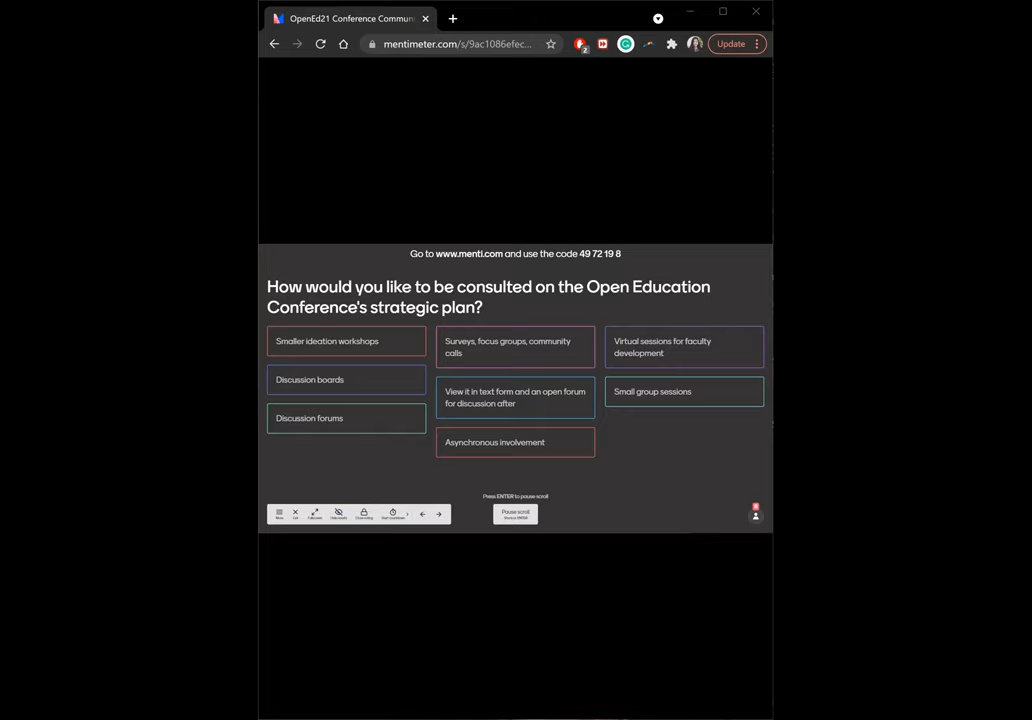 OpenEd21 Conference Commun
mentimeter.com/s/9ac1086efec...
2
Update
Go to www.menti.com and use the code 49 72 19 8
How would you like to be consulted on the Open Education
Conference's strategic plan?
Smaller ideation workshops
Discussion boards
Discussion forums
Surveys, focus groups, community
calls
View it in text form and an open forum
for discussion after
Asynchronous involvement
Virtual sessions for faculty
development
Small group sessions
Press ENTER to pause scroll
Pause scroll